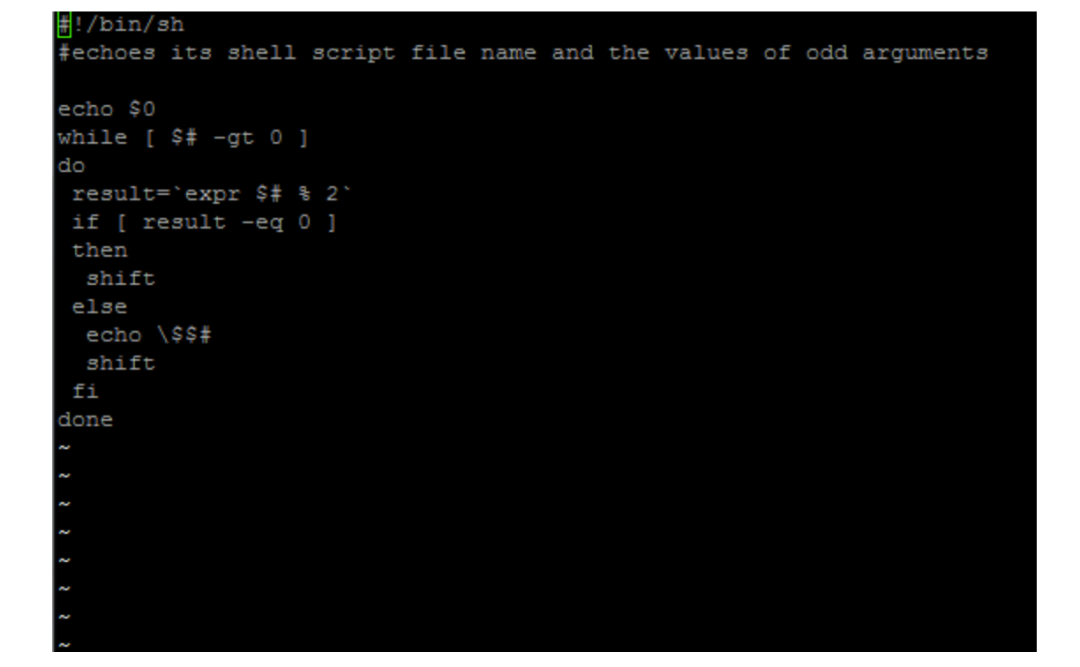 #!/bin/sh
#echoes its shell script file name and the values of odd arguments

echo $0
while [ $# -gt 0 ]
do
 result=`expr $# % 2`
 if [ result -eq 0 ]
 then
  shift
 else
  echo \$$#
  shift
 fi
done
~
~
~
~
~
~
~
~